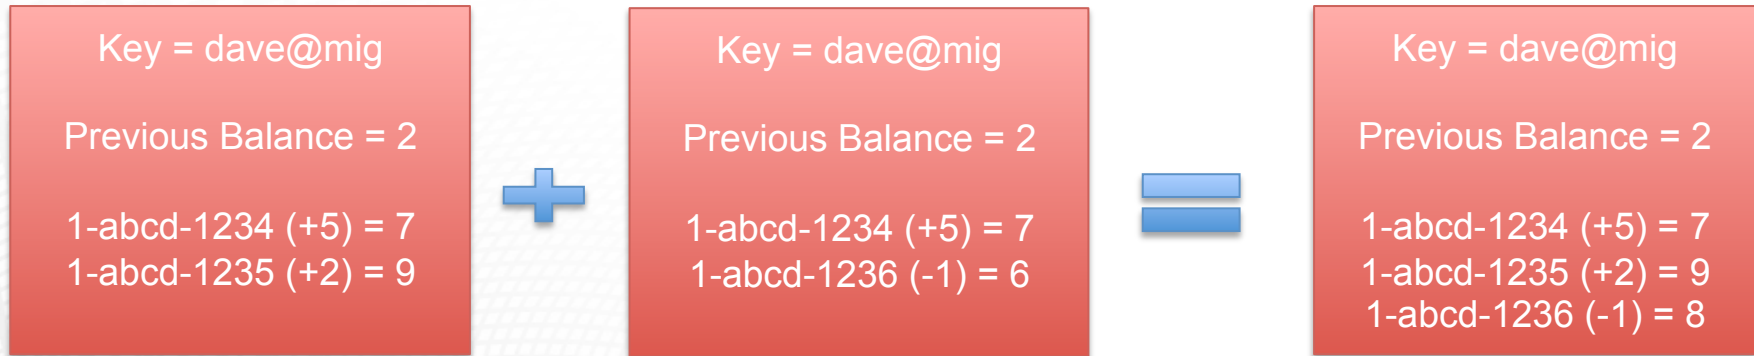 Key = dave@mig
Previous Balance = 2
1-abcd-1234 (+5) = 7
1-abcd-1235 (+2) = 9
Key = dave@mig
Previous Balance = 2
1-abcd-1234 (+5) = 7
1-abcd-1236 (-1) = 6
Key = dave@mig
Previous Balance = 2
1-abcd-1234 (+5) = 7
1-abcd-1235 (+2) = 9
1-abcd-1236 (-1) = 8